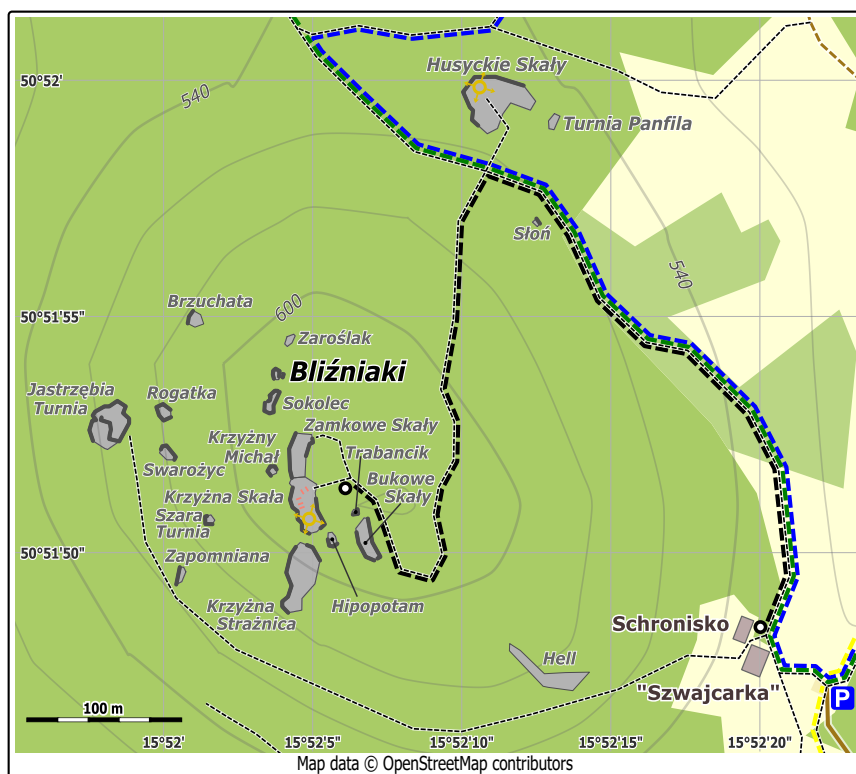 50°52'
540
Husyckie Skały
Turnia Panfila
Słoń
540
50°51'55"
Brzuchata
600
Zaroślak
Bliźniaki
Jastrzębia
Turnia
Rogatka
Sokolec
Krzyżny
Michał
Zamkowe Skały
Swarożyc
Trabancik
Krzyżna Skała
Bukowe
Skały
Szara
Turnia
50°51'50"
Zapomniana
Krzyżna
Strażnica
Hipopotam
Schronisko
Hell
"Szwajcarka"
P
100 m
15°52'
15°52'5"
15°52'10"
15°52'15"
15°52'20"
Map data © OpenStreetMap contributors